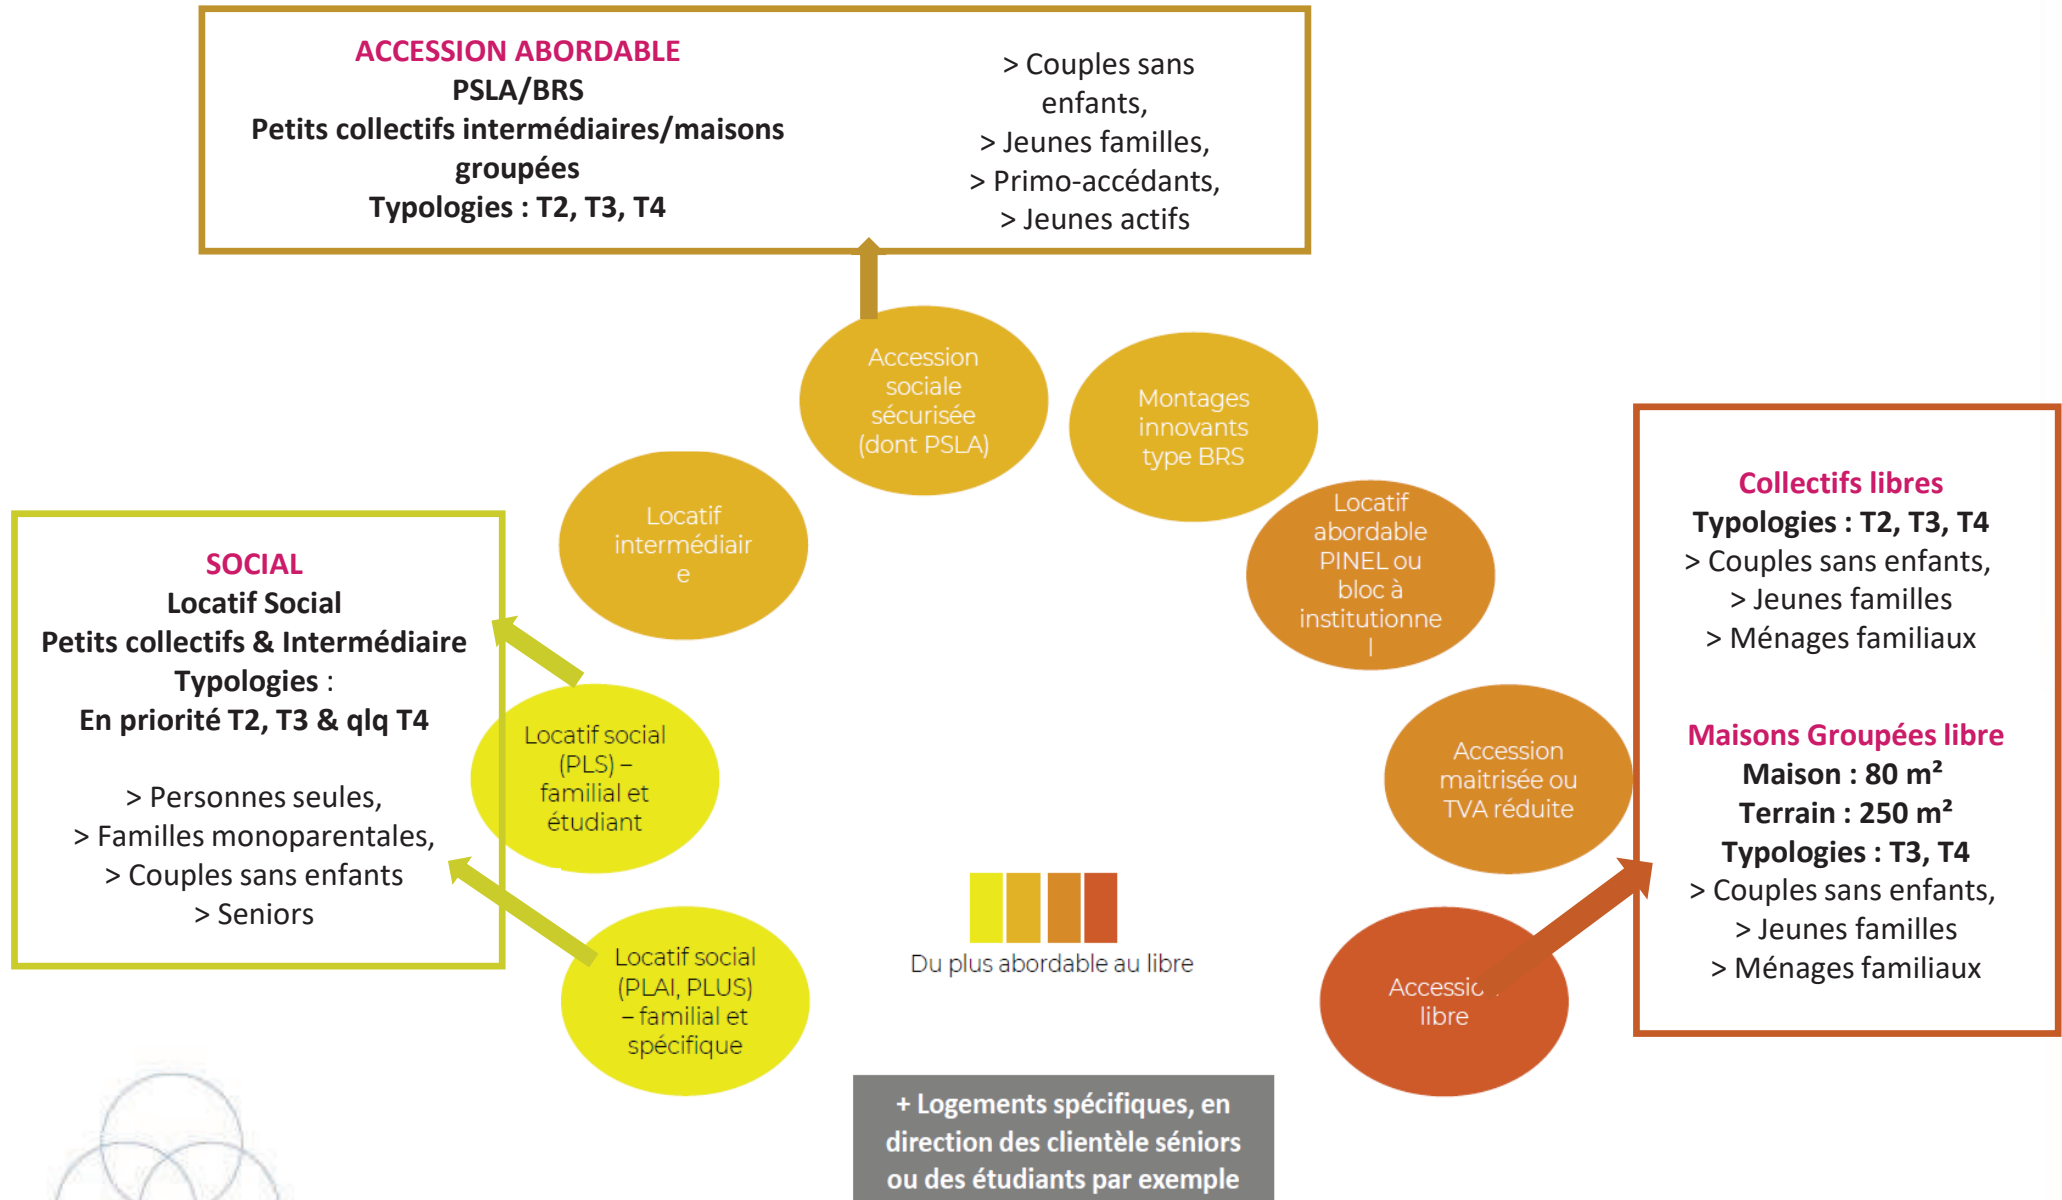 ACCESSION ABORDABLE
PSLA/BRS
Petits collectifs intermédiaires/maisons
groupées
Typologies : T2, T3, T4
> Couples sans
enfants,
> Jeunes familles,
> Primo-accédants,
> Jeunes actifs
Accession
sociale
sécurisée
(dont PSLA)
Montages
innovants
type BRS
Locatif
intermédiair
e
Locatif
abordable
PINEL ou
bloc à
institutionne
l
SOCIAL
Locatif Social
Petits collectifs & Intermédiaire
Typologies :
En priorité T2, T3 & qlq T4
> Personnes seules,
> Familles monoparentales,
> Couples sans enfants
> Seniors
Locatif social
(PLS) –
familial et
étudiant
Locatif social
(PLAI, PLUS)
– familial et
spécifique
Accession
maitrisée ou
TVA réduite
Accession
libre
Collectifs libres
Typologies : T2, T3, T4
> Couples sans enfants,
> Jeunes familles
> Ménages familiaux
Maisons Groupées libre
Maison : 80 m²
Terrain : 250 m²
Typologies : T3, T4
> Couples sans enfants,
> Jeunes familles
> Ménages familiaux
Du plus abordable au libre
+ Logements spécifiques, en
direction des clientèle séniors
ou des étudiants par exemple